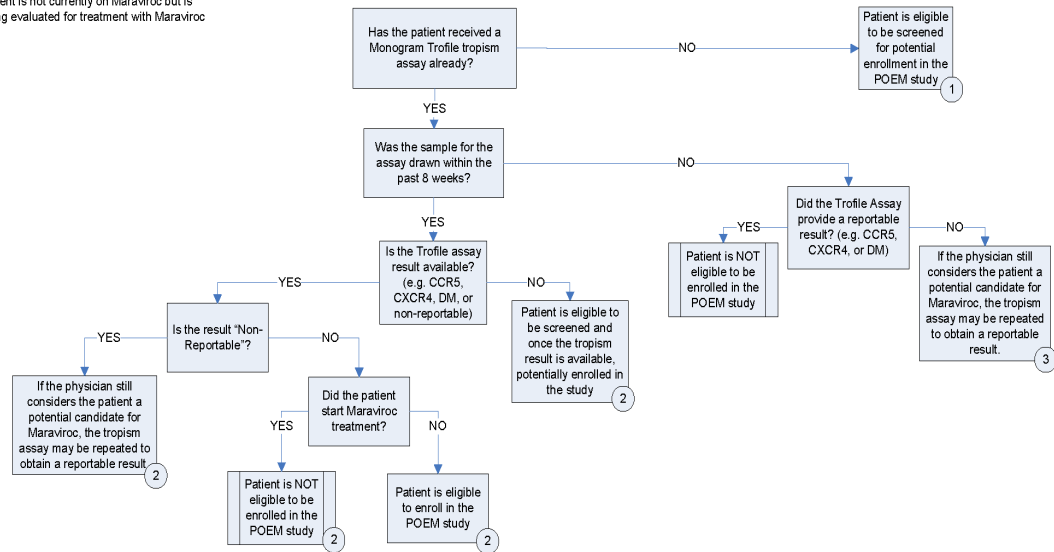 ent is not currently on Maraviroc but is
g evaluated for treatment with Maraviroc
Has the patient received a
Monogram Trofile tropism
assay already?
NO
Patient is eligible
to be screened
for potential
enrollment in the
POEM study
1
YES
Was the sample for the
assay drawn within the
past 8 weeks?
NO
Did the Trofile Assay
provide a reportable
result? (e.g. CCR5,
CXCR4, or DM)
YES
NO
Patient is NOT
eligible to be
enrolled in the
POEM study
If the physician still
considers the patient a
potential candidate for
Maraviroc, the tropism
assay may be repeated
to obtain a reportable
result.
3
YES
Is the Trofile assay
result available?
(e.g. CCR5,
CXCR4, DM, or
non-reportable)
YES
NO
Patient is eligible to
be screened and
once the tropism
result is available,
potentially enrolled in
the study
2
Is the result “Non-
Reportable”?
YES
NO
If the physician still
considers the patient a
potential candidate for
Maraviroc, the tropism
assay may be repeated to
obtain a reportable result
2
Did the patient
start Maraviroc
treatment?
YES
NO
Patient is NOT
eligible to be
enrolled in the
POEM study
2
Patient is eligible
to enroll in the
POEM study
2